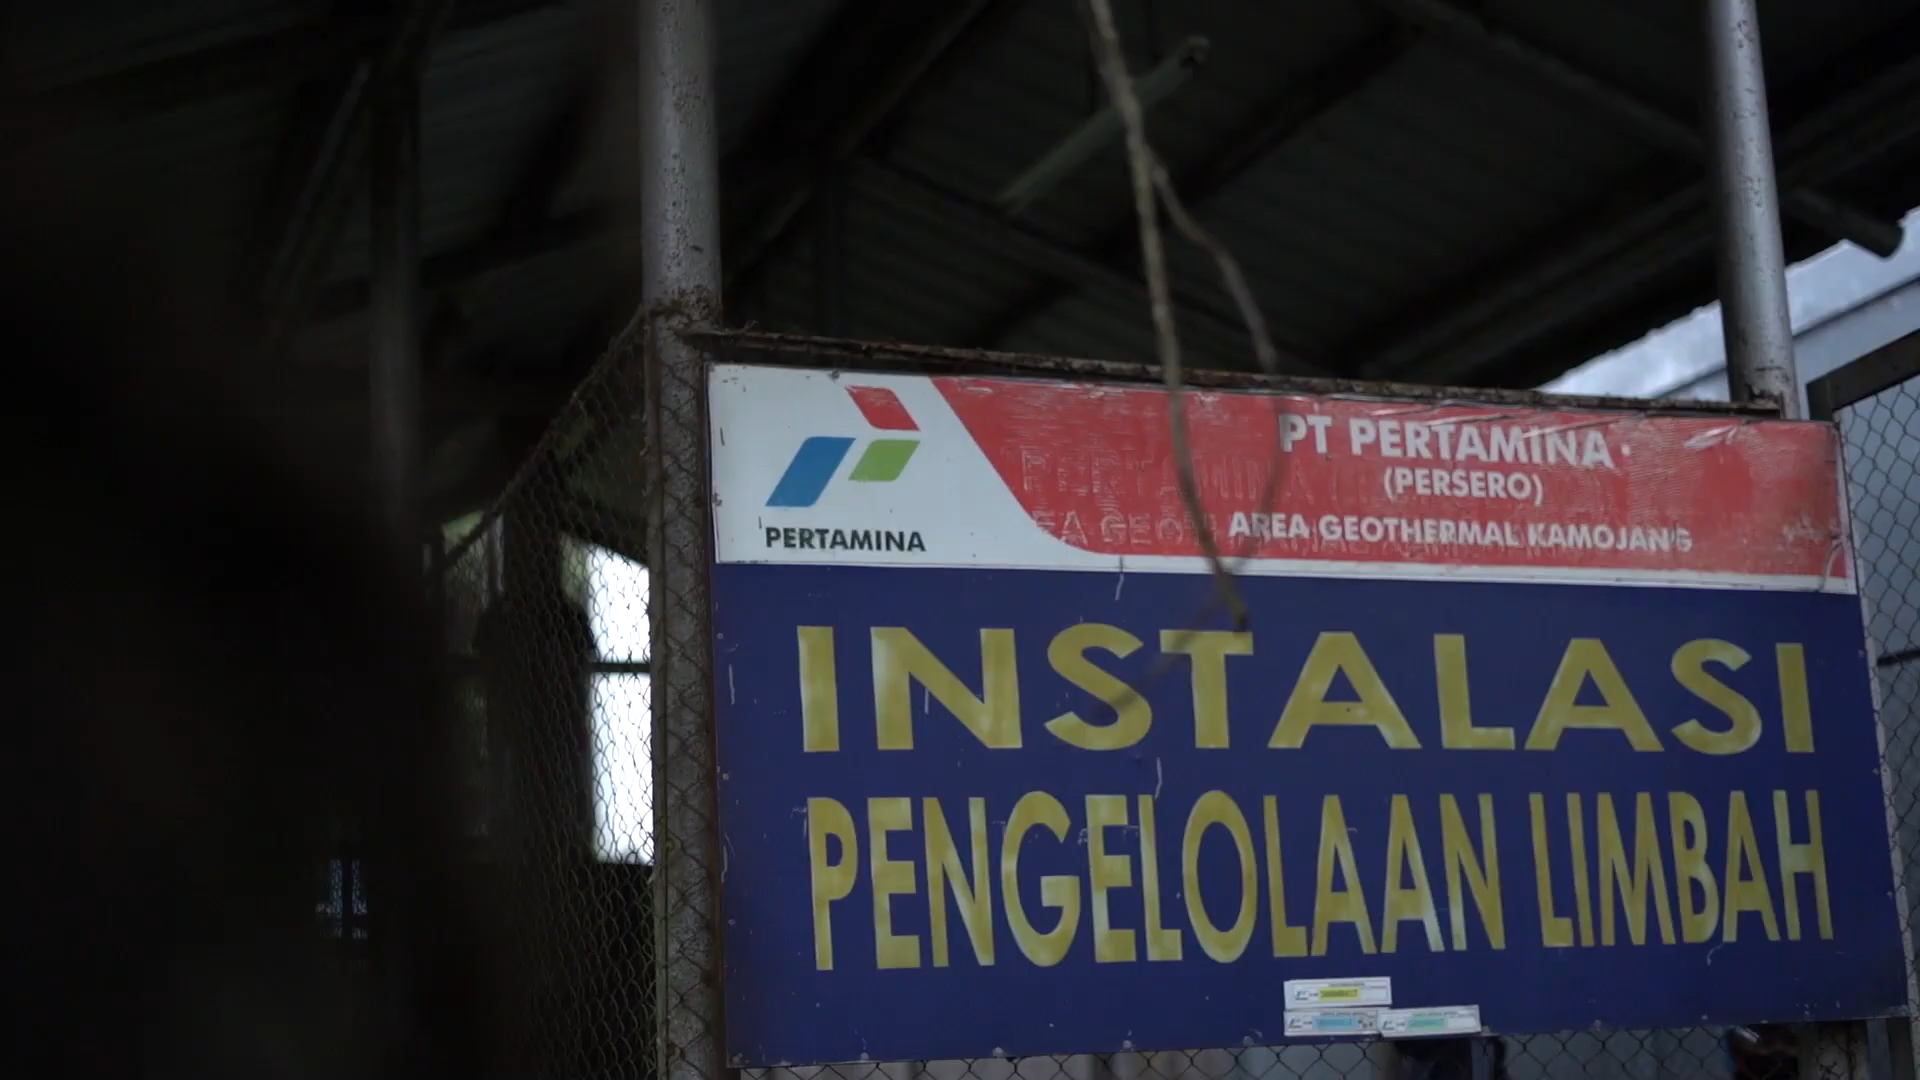 PT PERTAMINA
(PERSERO)
AREA GEOTHERMAL KAMOJANG
PERTAMINA
INSTALASI
PENGELOLAAN LIMBAH